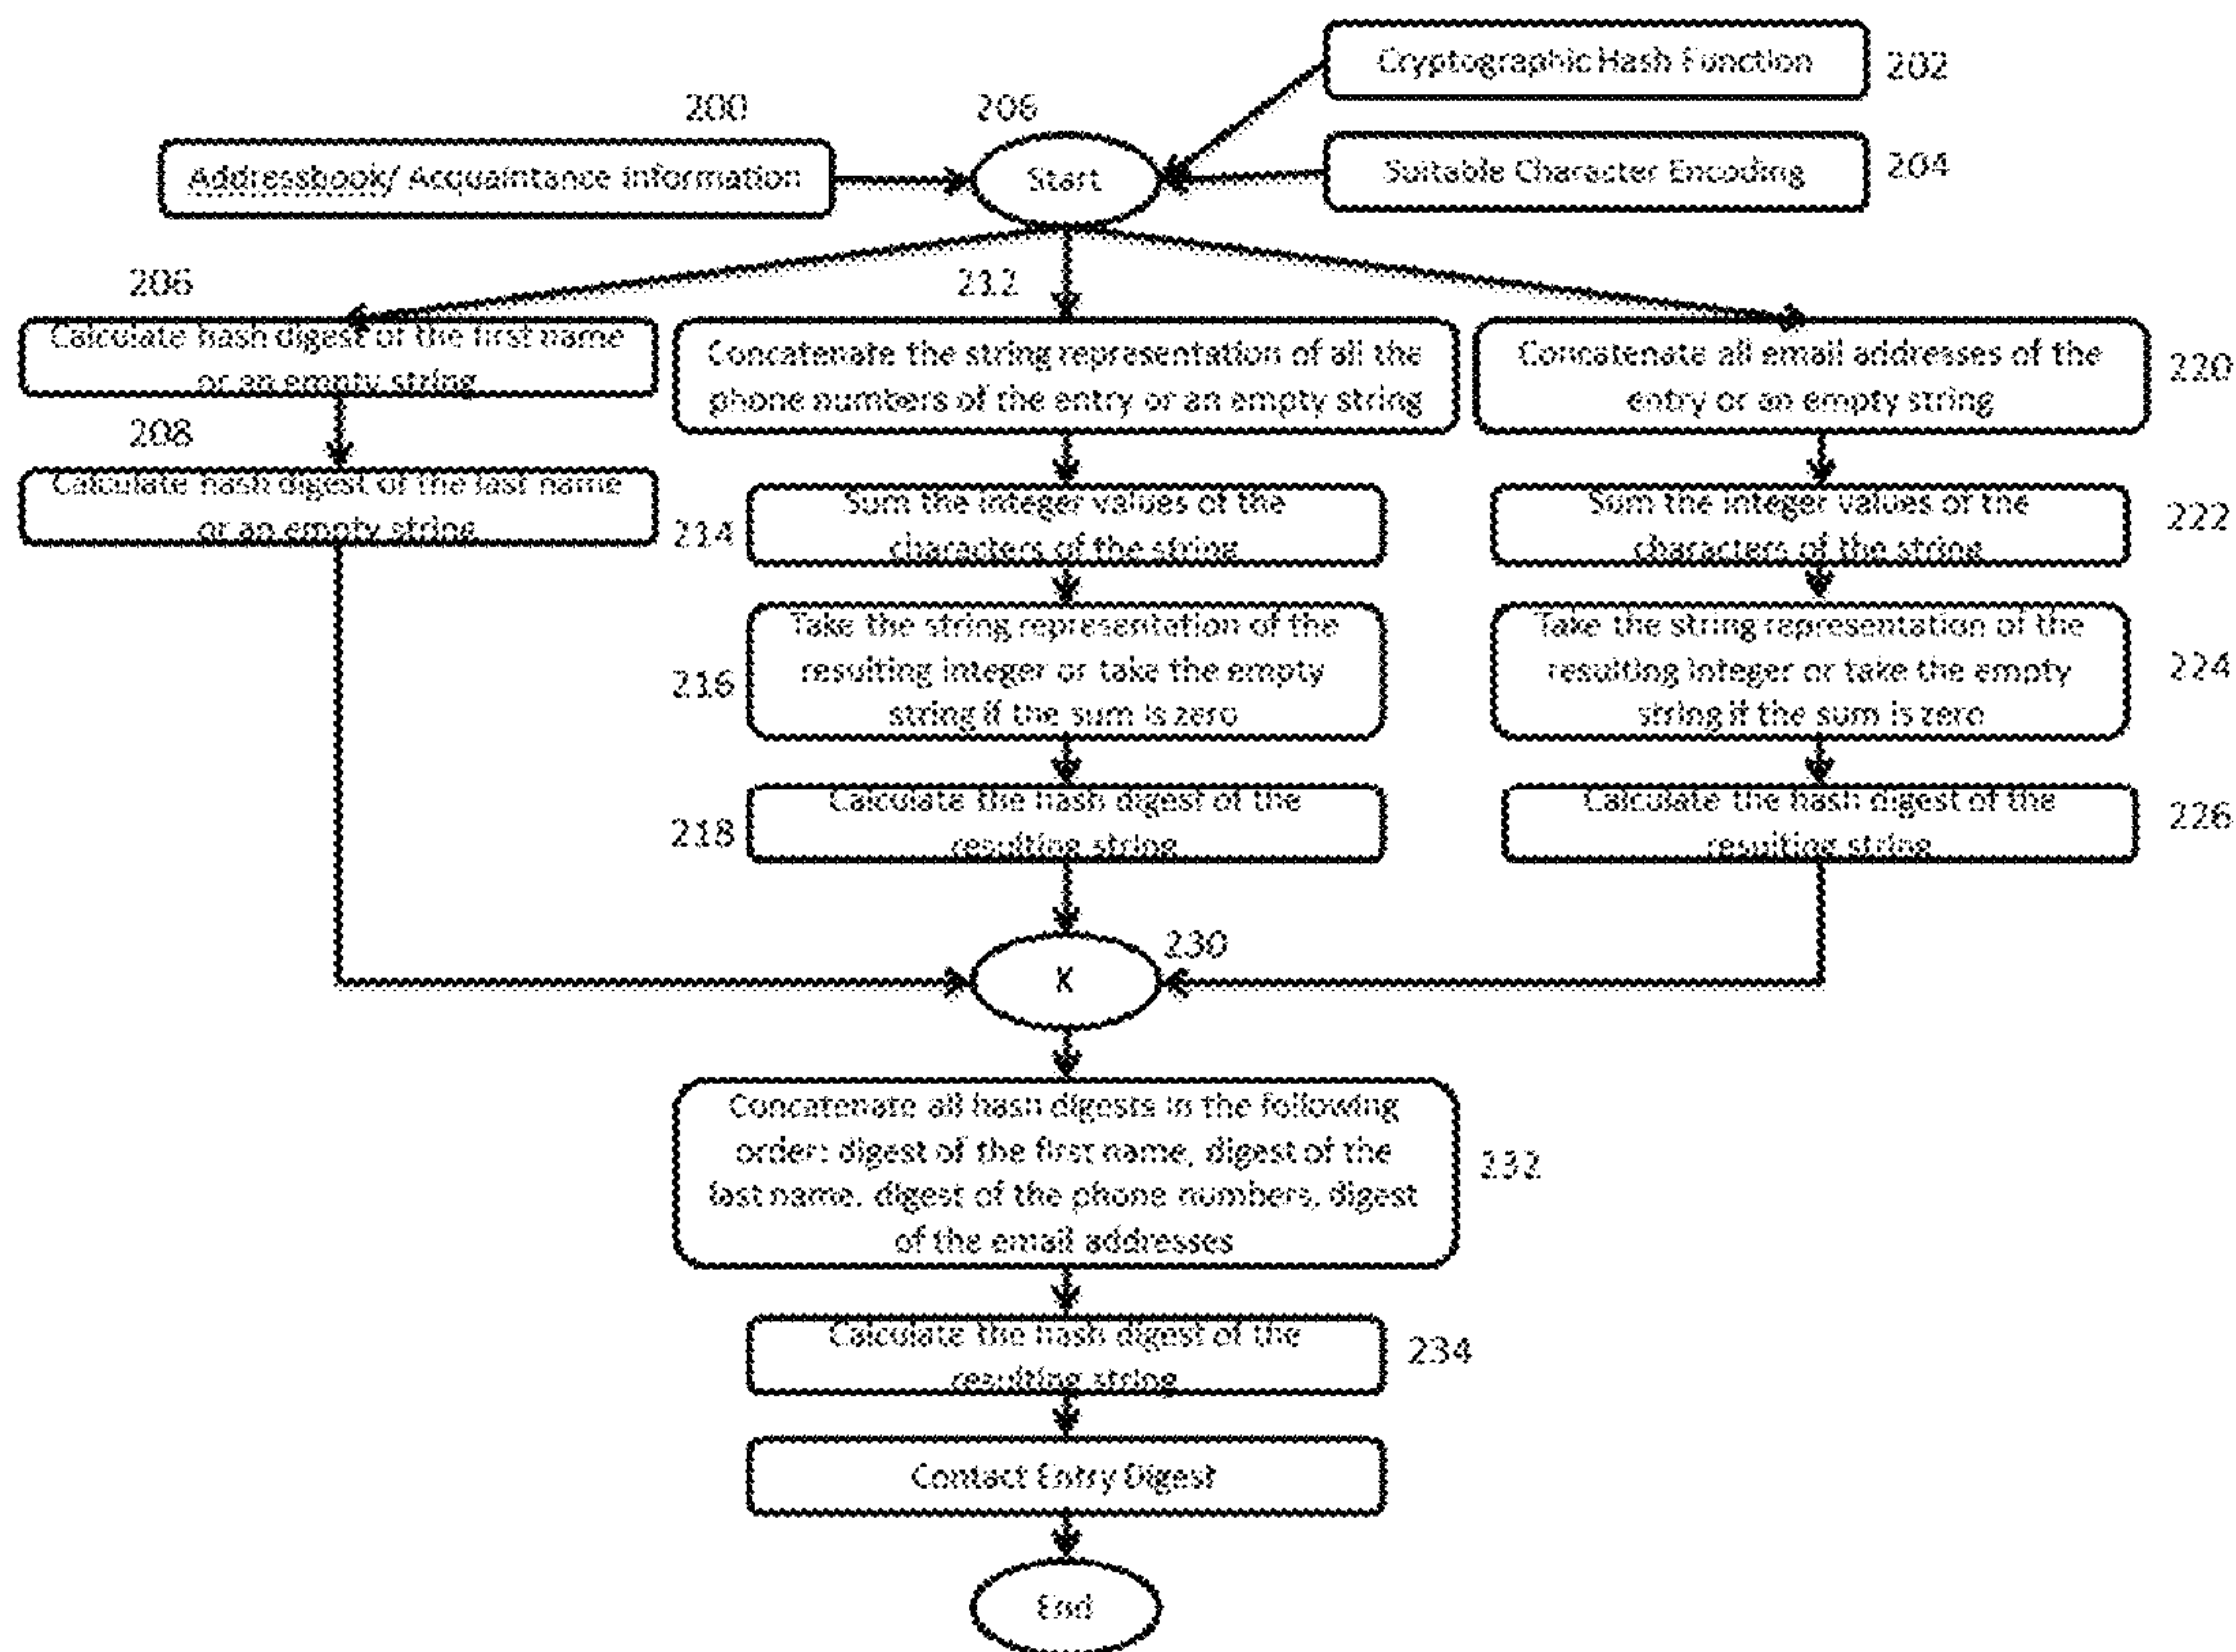 Cryptographic Hash Function
202
200
206
Addressbook/ Acquaintance Information
Start
Suitable Character Encoding
204
206
212
Calculate hash digest of the first name
or an empty string
Concatenate the string representation of all the
phone numbers of the entry or an empty string
Concatenate all email addresses of the
entry or an empty string
220
208
Calculate hash digest of the last name
or an empty string
214
Sum the integer values of the
characters of the string
Sum the integer values of the
characters of the string
222
216
Take the string representation of the
resulting integer or take the empty
string if the sum is zero
Take the string representation of the
resulting integer or take the empty
string if the sum is zero
224
218
Calculate the hash digest of the
resulting string
Calculate the hash digest of the
resulting string
226
230
K
Concatenate all hash digests in the following
order: digest of the first name, digest of the
last name, digest of the phone numbers, digest
of the email addresses
232
Calculate the hash digest of the
resulting string
234
Contact Entry Digest
End